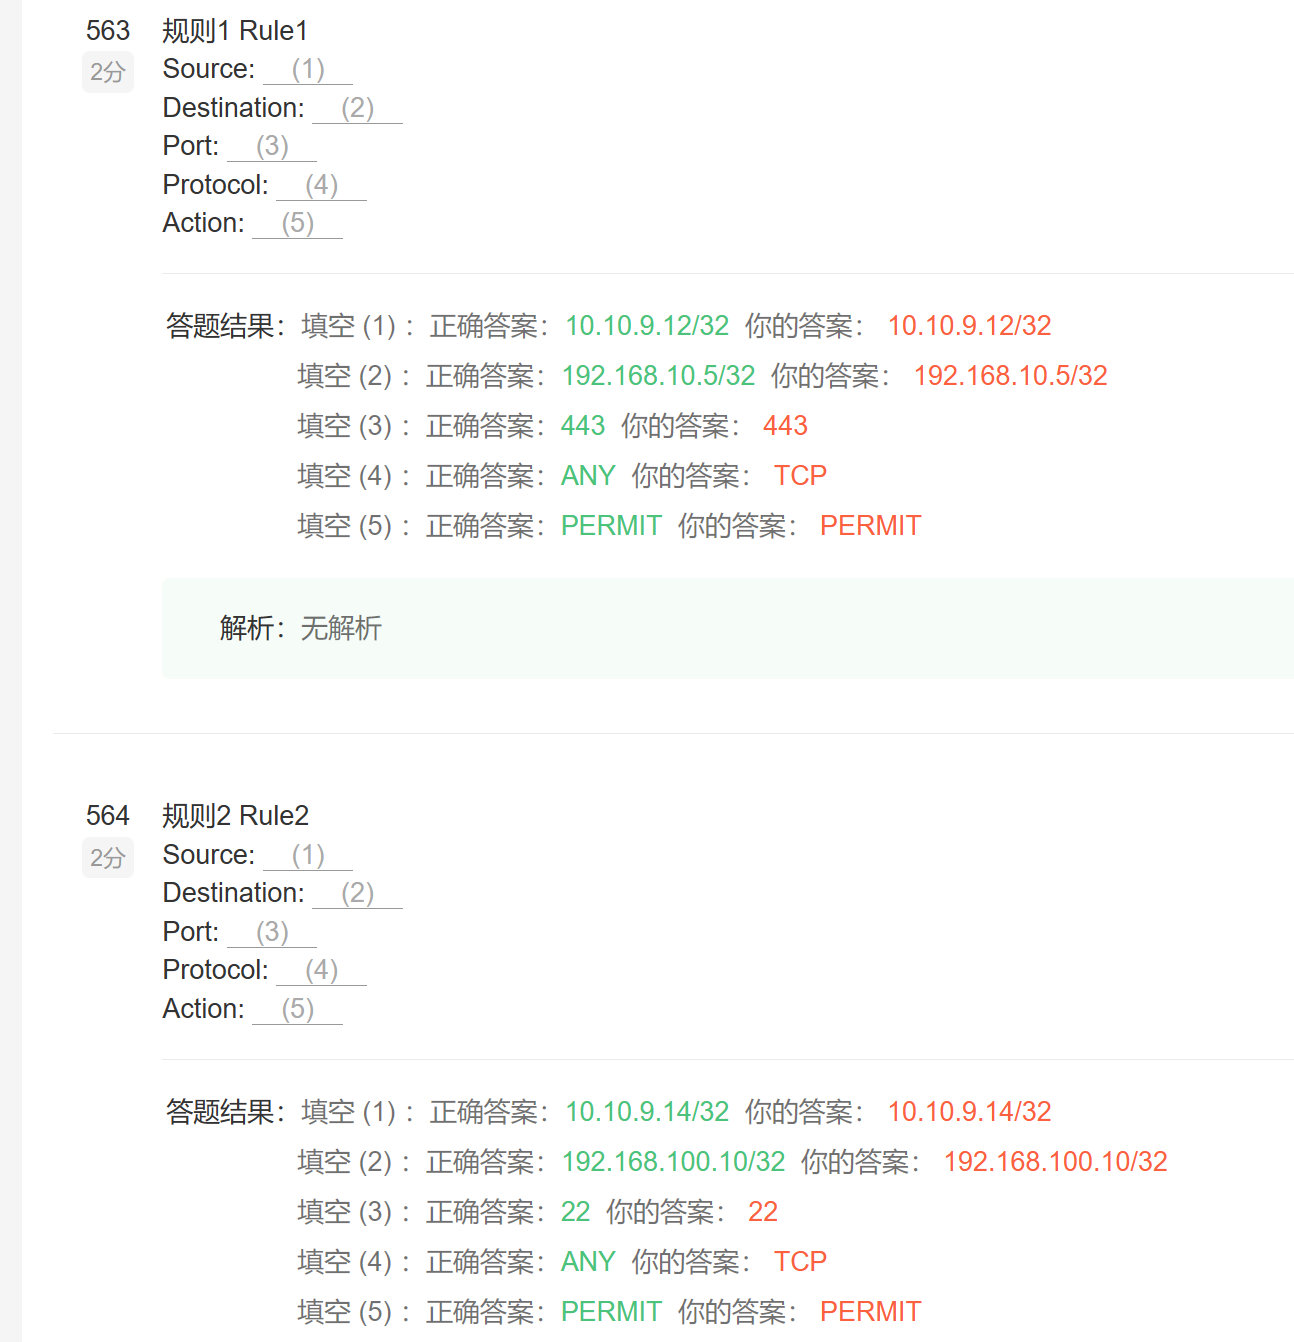 563 规则1 Rule1
2分 Source: (1)
Destination: (2)
Port: (3)
Protocol: (4)
Action: (5)
答题结果：填空 (1) ：正确答案：10.10.9.12/32 你的答案： 10.10.9.12/32
填空 (2) ：正确答案：192.168.10.5/32 你的答案： 192.168.10.5/32
填空 (3) ：正确答案：443 你的答案： 443
填空 (4) ：正确答案：ANY 你的答案： TCP
填空 (5) ：正确答案：PERMIT 你的答案： PERMIT
解析：无解析
564 规则2 Rule2
2分 Source: (1)
Destination: (2)
Port: (3)
Protocol: (4)
Action: (5)
答题结果：填空 (1) ：正确答案：10.10.9.14/32 你的答案： 10.10.9.14/32
填空 (2) ：正确答案：192.168.100.10/32 你的答案： 192.168.100.10/32
填空 (3) ：正确答案：22 你的答案： 22
填空 (4) ：正确答案：ANY 你的答案： TCP
填空 (5) ：正确答案：PERMIT 你的答案： PERMIT